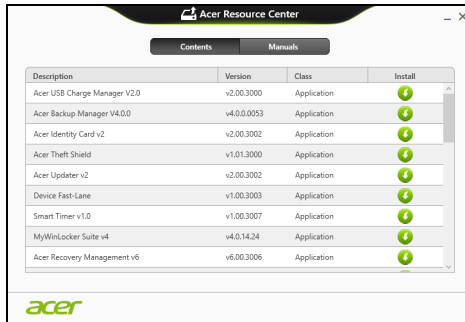 Acer Resource Center
Contents Manuals
Description Version Class Install
Acer USB Charge Manager V2.0 v2.00.3000 Application
Acer Backup Manager V4.0.0 v4.0.0.0053 Application
Acer Identity Card v2 v2.00.3002 Application
Acer Theft Shield v1.01.3000 Application
Acer Updater v2 v2.00.3002 Application
Device Fast-Lane v1.00.3003 Application
Smart Timer v1.0 v1.00.3007 Application
MyWinLocker Suite v4 v4.0.14.24 Application
Acer Recovery Management v6 v6.00.3006 Application
acer